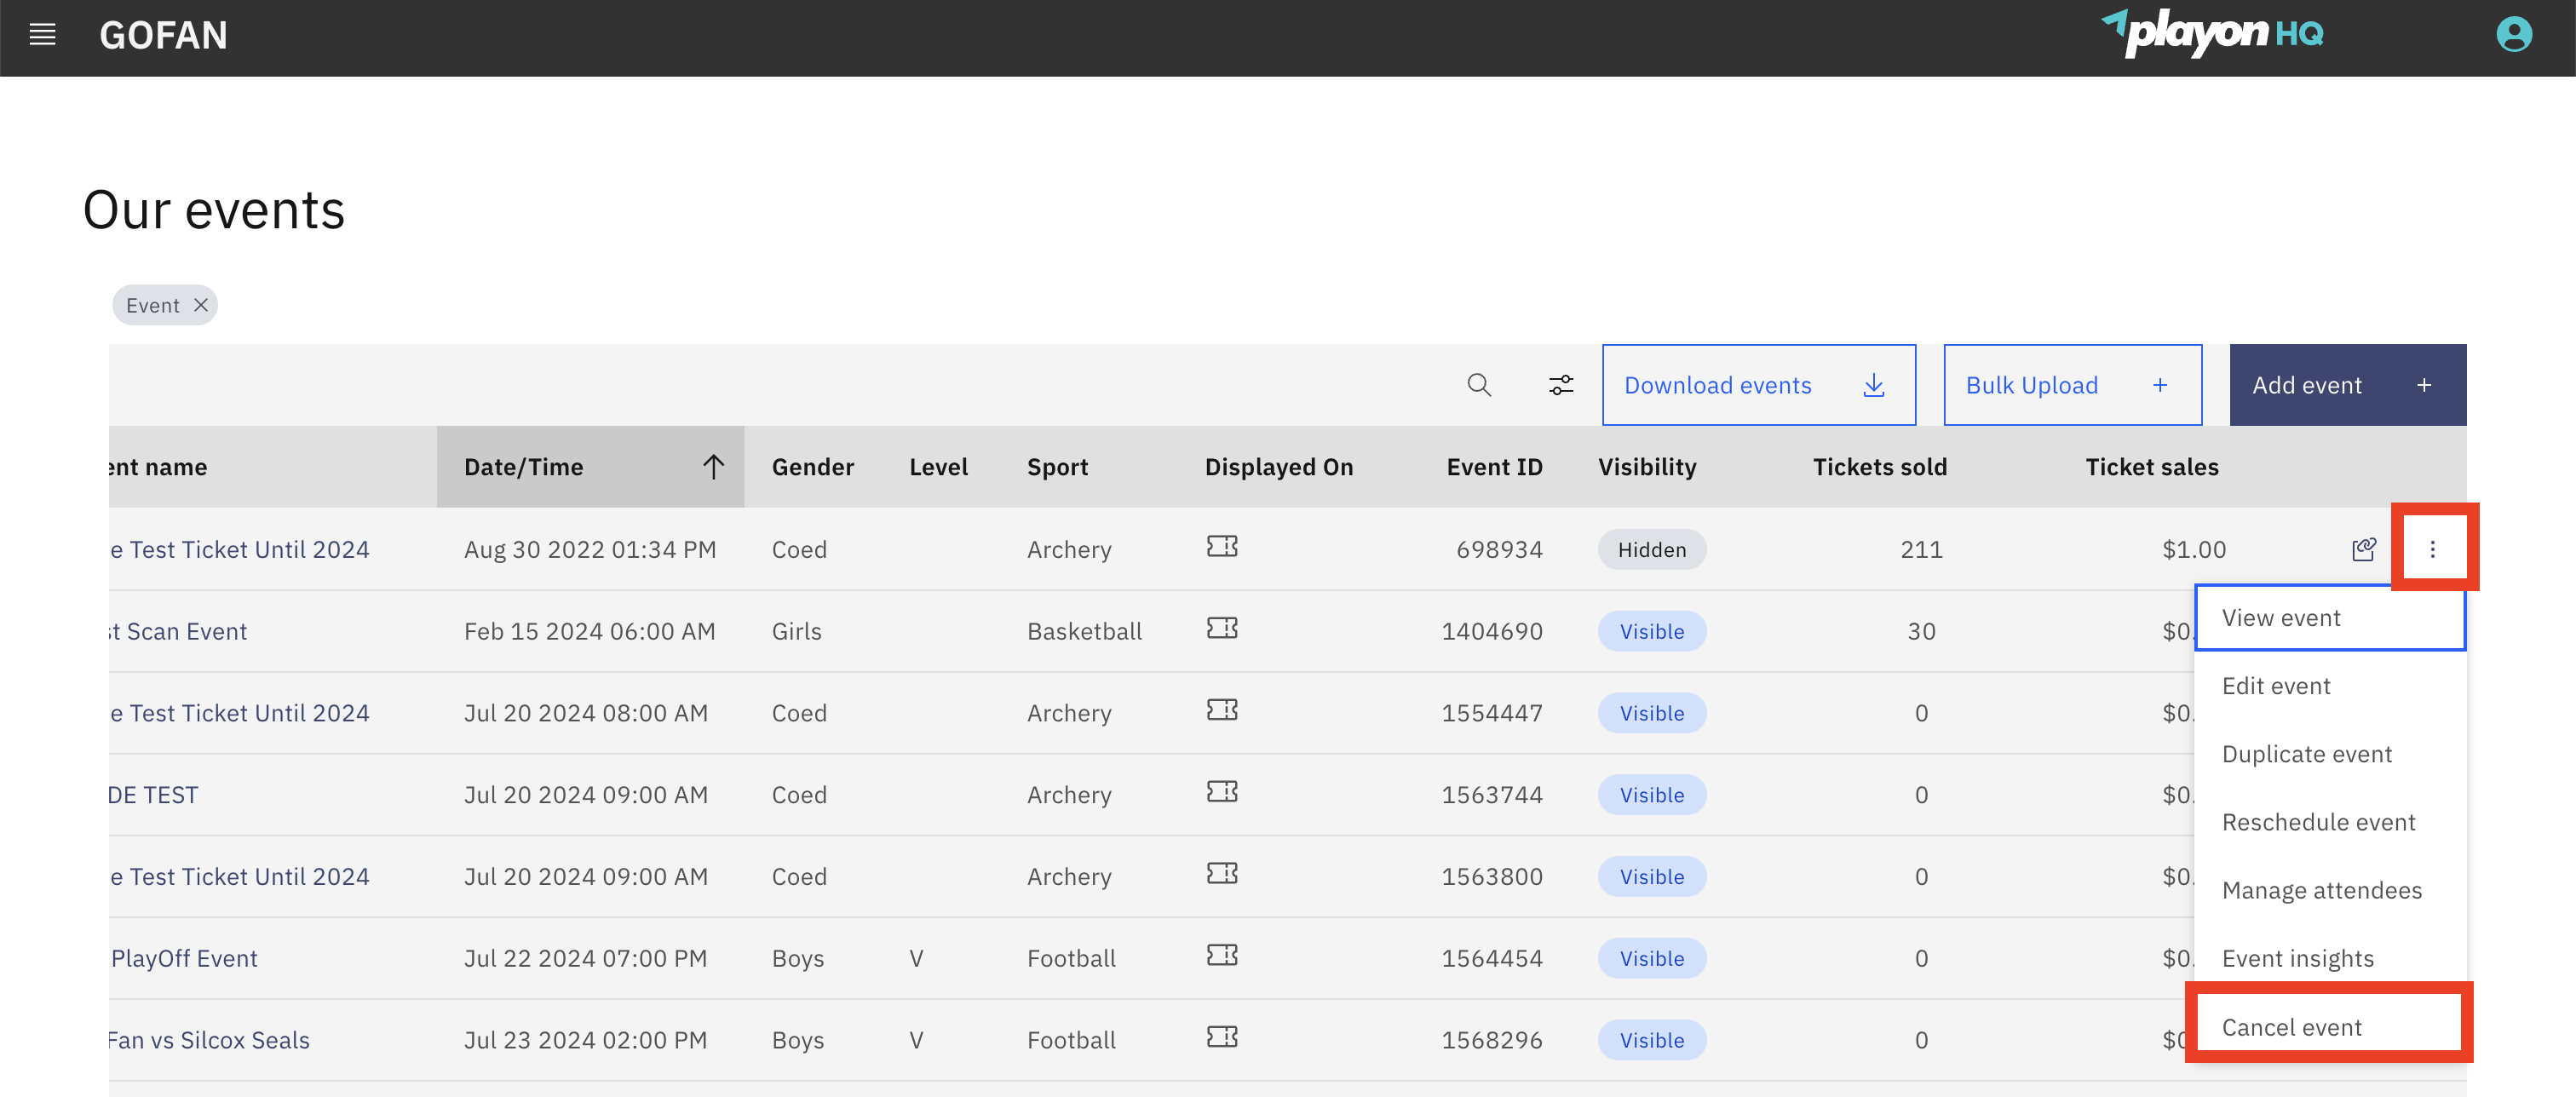 GOFAN
playon HQ
Our events
Event
Download events
Bulk Upload +
Add event +
ent name Date/Time Gender Level Sport Displayed On Event ID Visibility Tickets sold Ticket sales
e Test Ticket Until 2024 Aug 30 2022 01:34 PM Coed Archery 698934 Hidden 211 $1.00
st Scan Event Feb 15 2024 06:00 AM Girls Basketball 1404690 Visible 30 $0.
e Test Ticket Until 2024 Jul 20 2024 08:00 AM Coed Archery 1554447 Visible 0 $0.
DE TEST Jul 20 2024 09:00 AM Coed Archery 1563744 Visible 0 $0.
e Test Ticket Until 2024 Jul 20 2024 09:00 AM Coed Archery 1563800 Visible 0 $0.
PlayOff Event Jul 22 2024 07:00 PM Boys V Football 1564454 Visible 0 $0.
Fan vs Silcox Seals Jul 23 2024 02:00 PM Boys V Football 1568296 Visible 0 $0
View event
Edit event
Duplicate event
Reschedule event
Manage attendees
Event insights
Cancel event